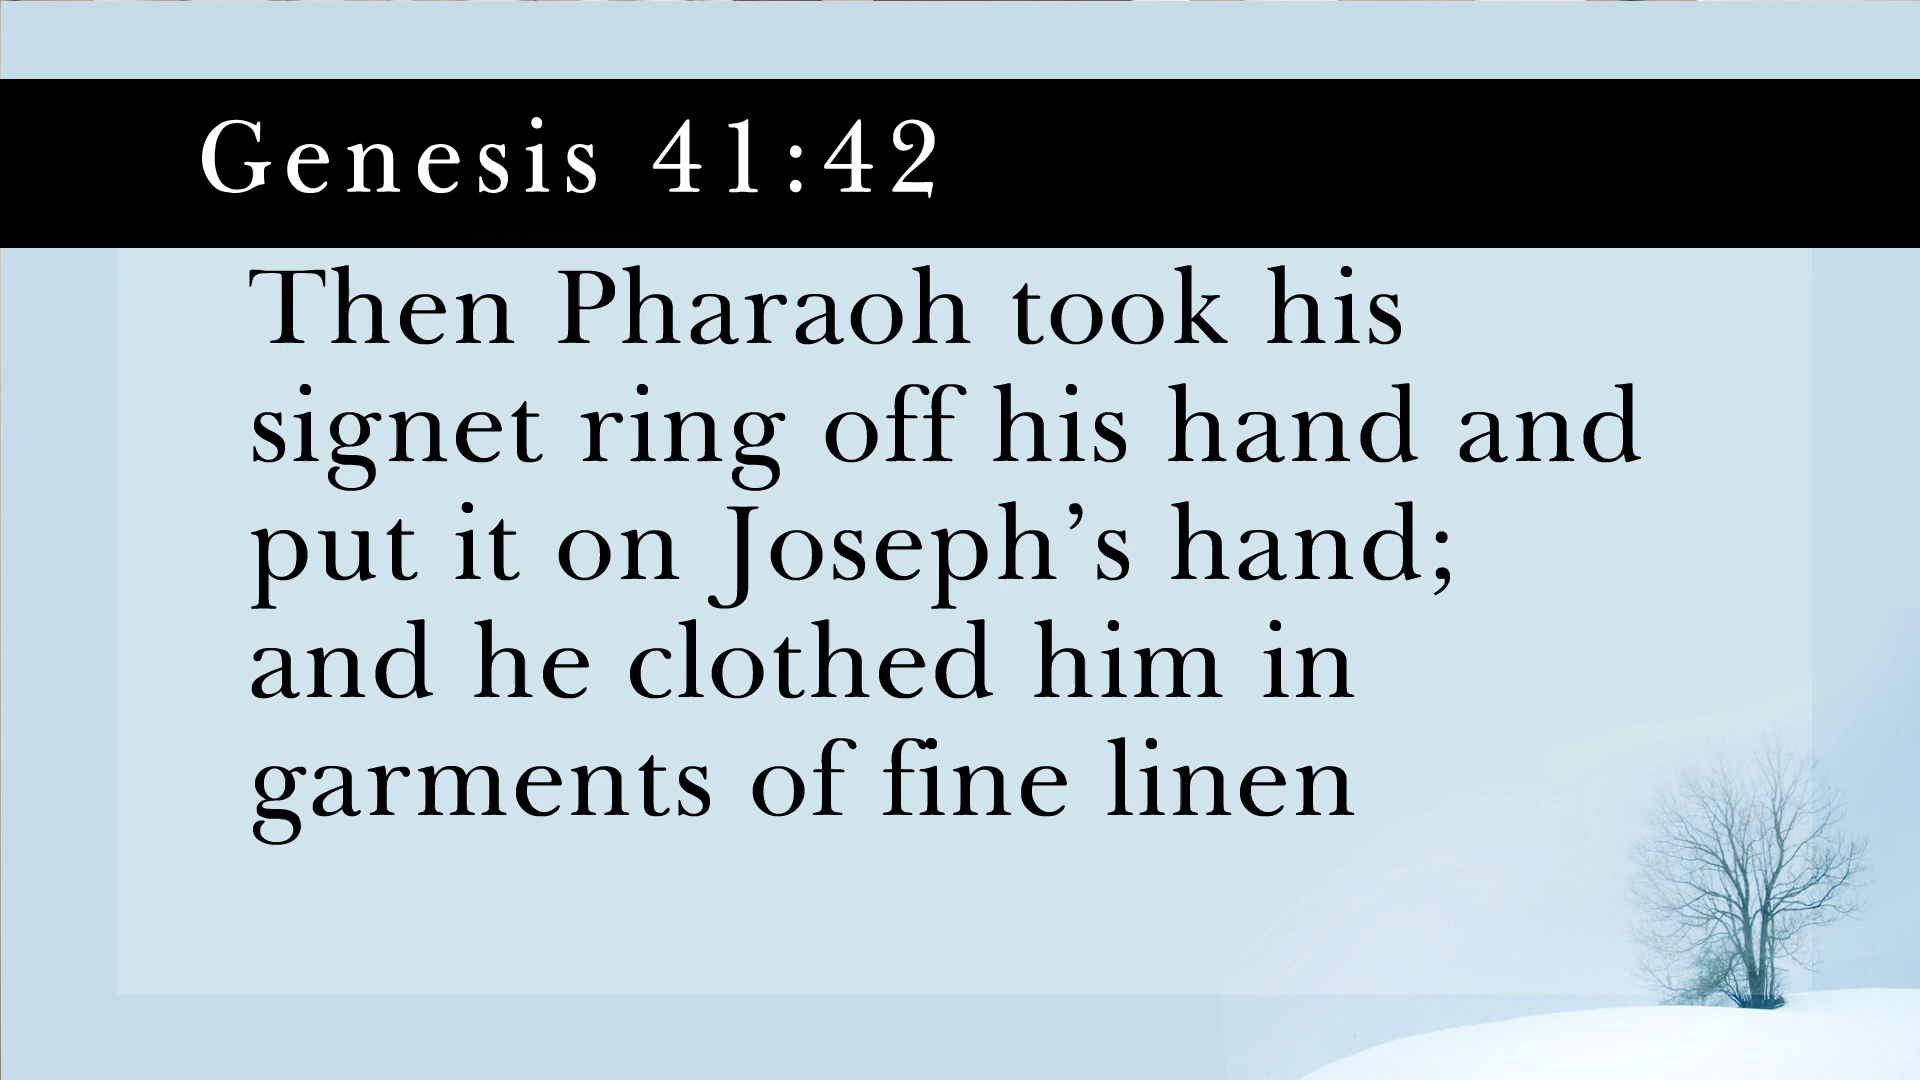 Genesis 41:42
Then Pharaoh took his
signet ring off his hand and
put it on Joseph’s hand;
and he clothed him in
garments of fine linen